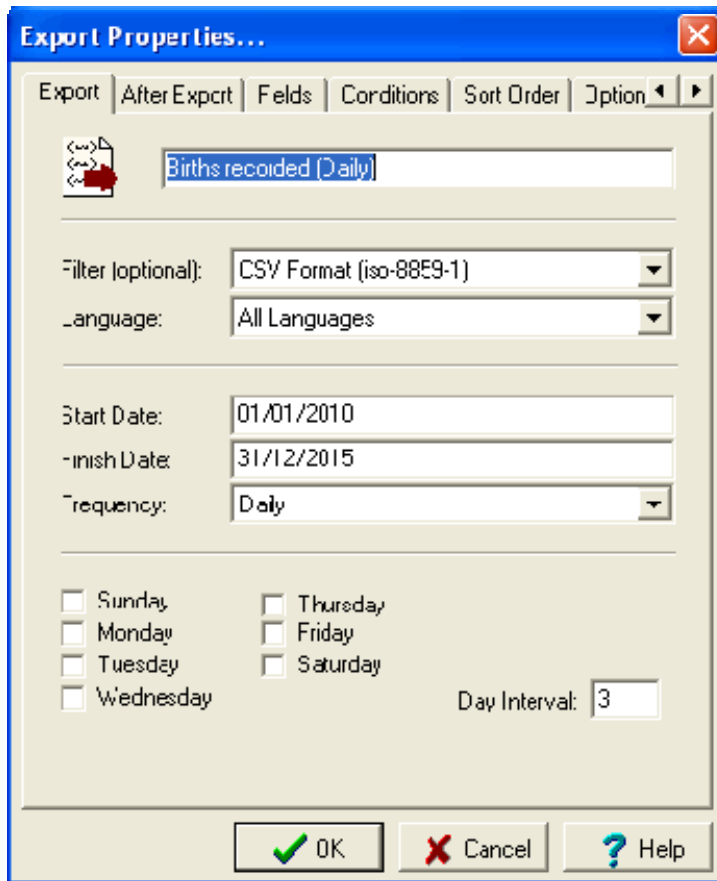 Export Properties...
Export After Export Fields Conditions Sort Order Option
Births recorded (Daily)
Filter (optional): CSV Format (iso-8859-1)
Language: All Languages
Start Date: 01/01/2010
Finish Date: 31/12/2015
Frequency: Daily
Sunday Thursday
Monday Friday
Tuesday Saturday
Wednesday Day Interval: 3
OK Cancel ? Help